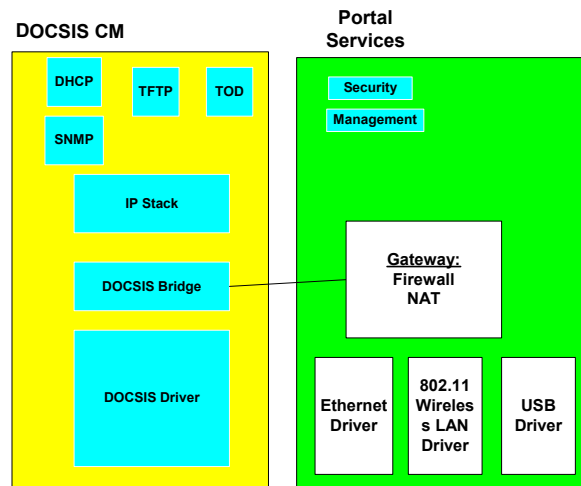 DOCSIS CM
DHCP
TFTP
TOD
SNMP
IP Stack
DOCSIS Bridge
DOCSIS Driver
Portal
Services
Security
Management
Gateway:
Firewall
NAT
Ethernet
Driver
802.11
Wireles
s LAN
Driver
USB
Driver